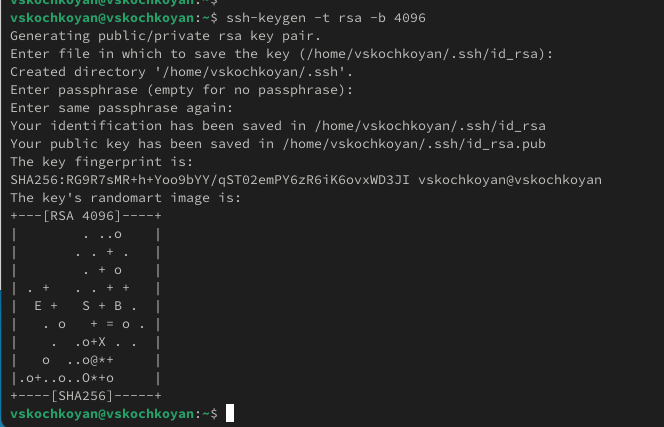 vskochkoyan@vskochkoyan:~$
vskochkoyan@vskochkoyan:~$ ssh-keygen -t rsa -b 4096
Generating public/private rsa key pair.
Enter file in which to save the key (/home/vskochkoyan/.ssh/id_rsa):
Created directory '/home/vskochkoyan/.ssh'.
Enter passphrase (empty for no passphrase):
Enter same passphrase again:
Your identification has been saved in /home/vskochkoyan/.ssh/id_rsa
Your public key has been saved in /home/vskochkoyan/.ssh/id_rsa.pub
The key fingerprint is:
SHA256:RG9R7sMR+h+Yoo9bYY/qST02emPY6zR6iK6ovxWD3JI vskochkoyan@vskochkoyan
The key's randomart image is:
+---[RSA 4096]----+
|        . ..o    |
|       . . + .   |
|        . + o    |
| . +   . . + +   |
|  E +   S + B .  |
|   . o   + = o . |
|    .  .o+X . .  |
|   o  ..o@*+     |
|.o+..o..O*+o     |
+----[SHA256]-----+
vskochkoyan@vskochkoyan:~$